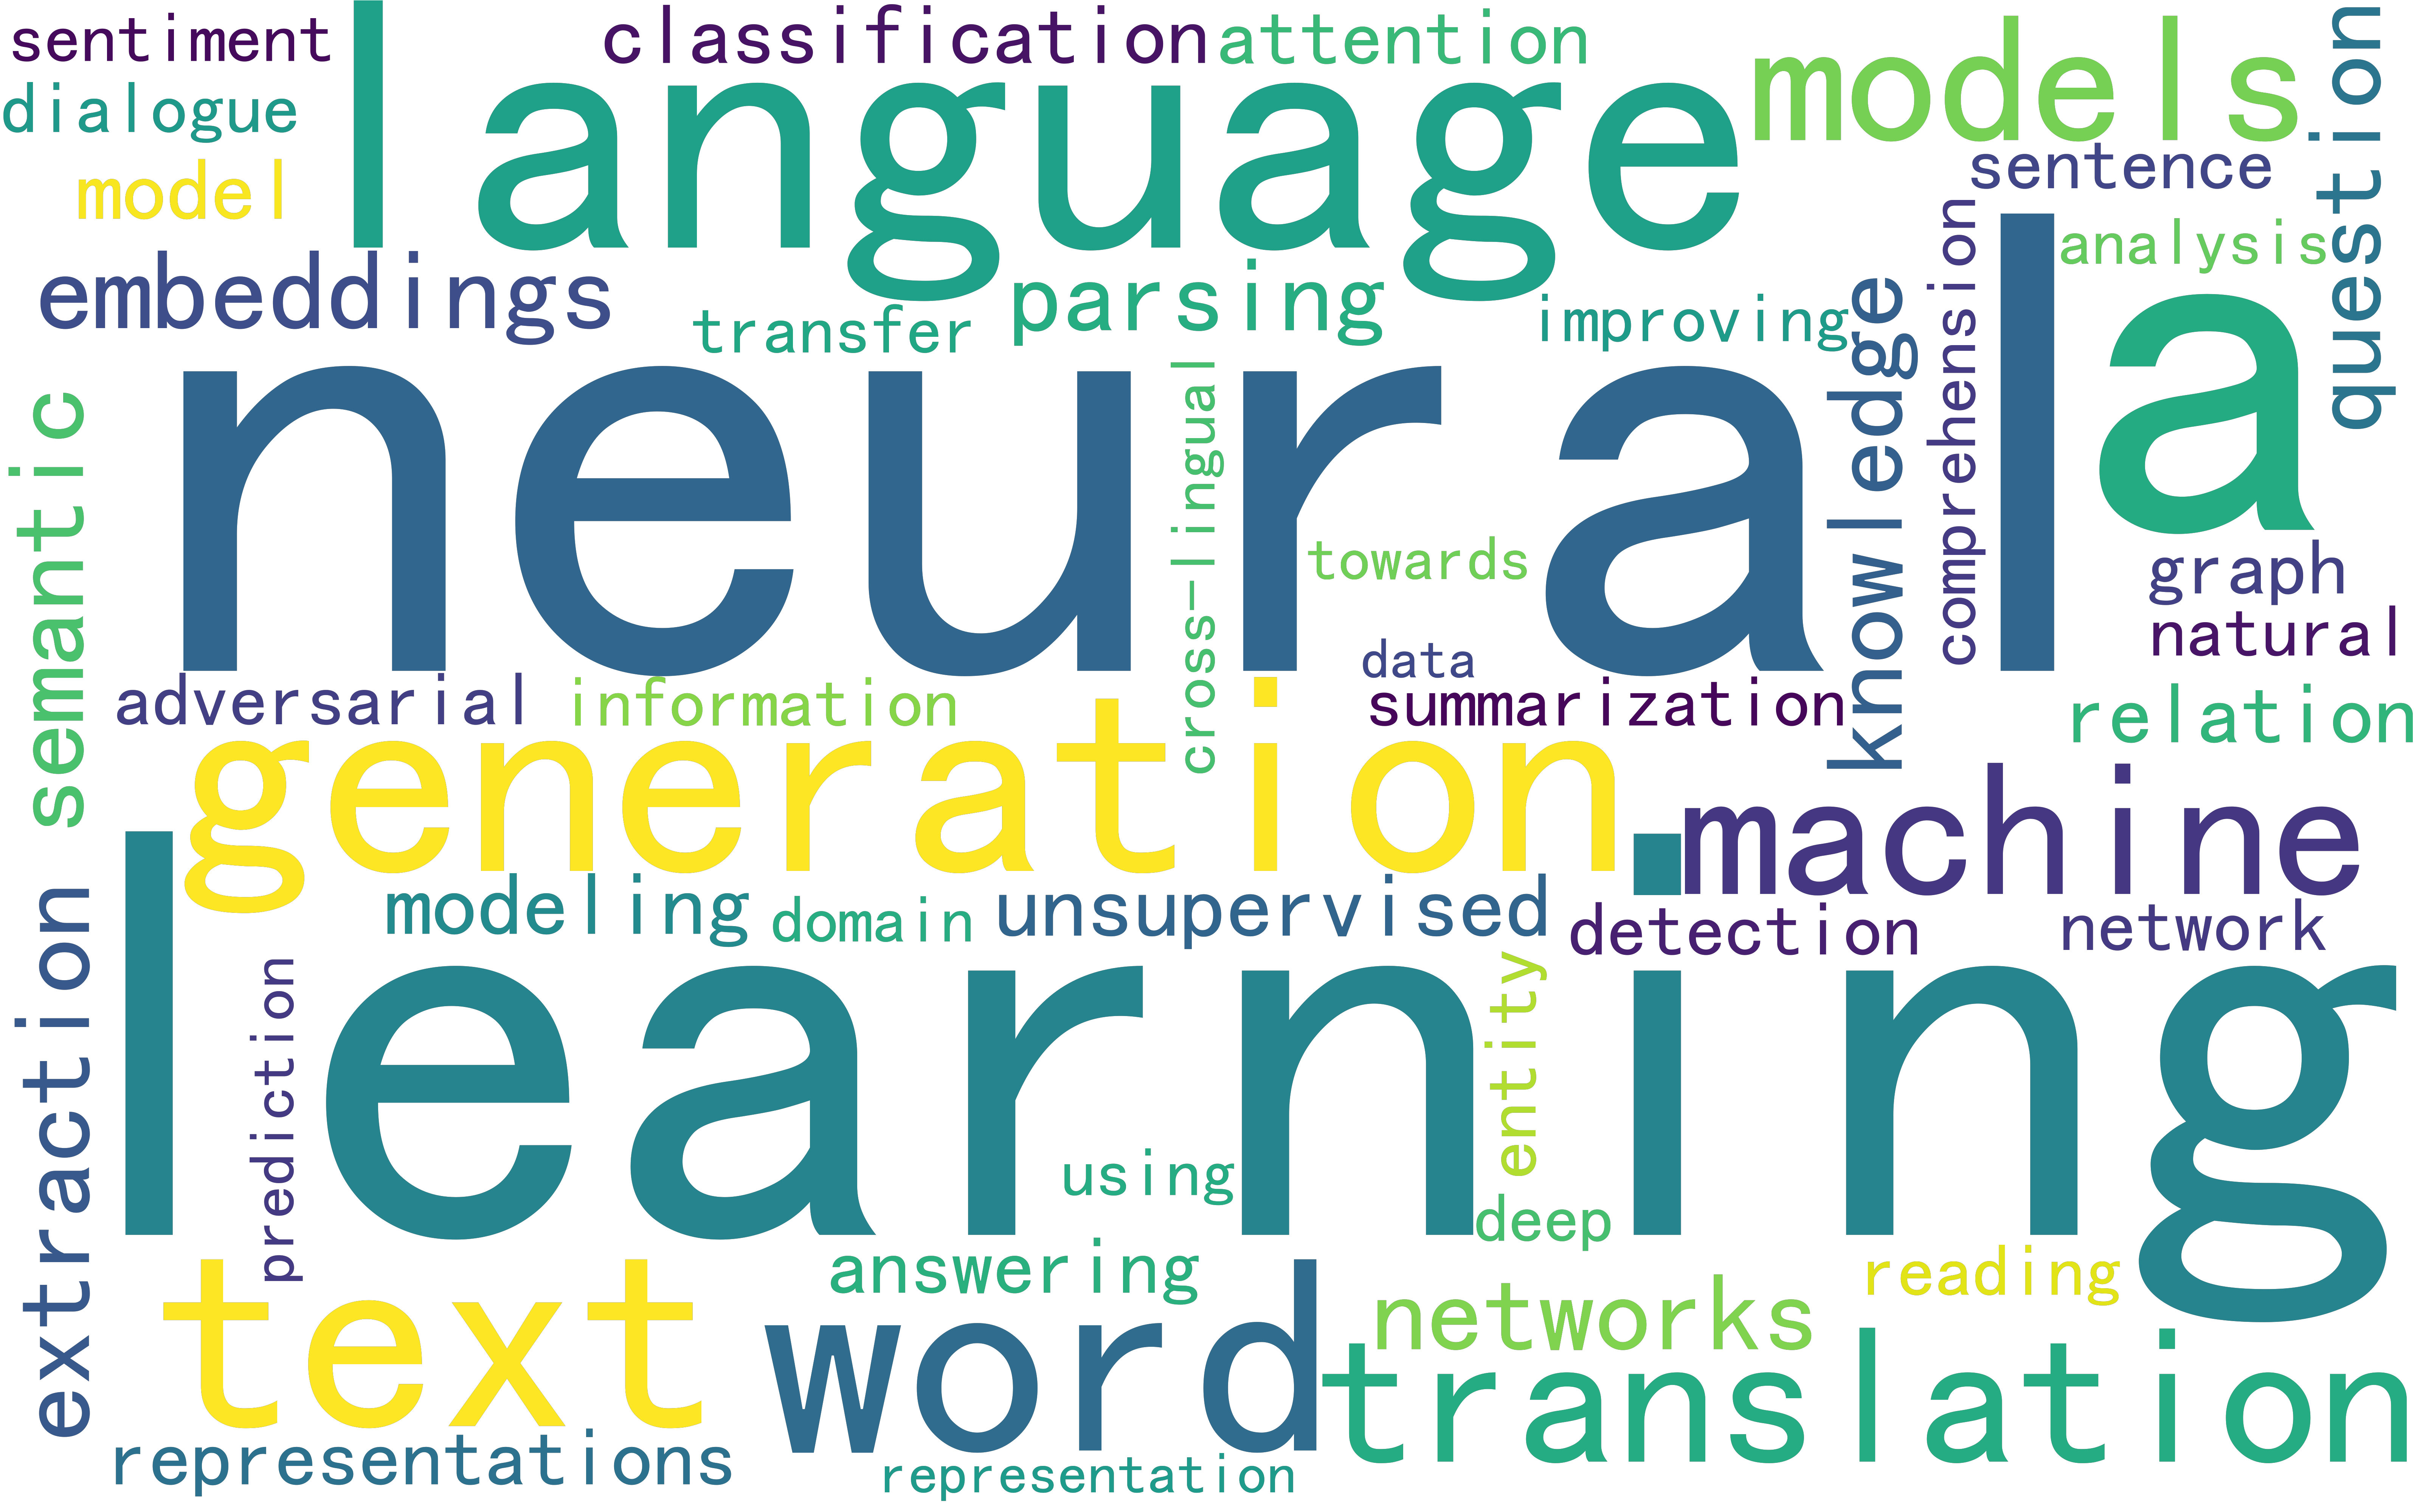 sentiment
classification
attention
models
question
dialogue
language
model
sentence
analysis
embeddings
transfer
parsing
improving
knowledge
comprehension
a
semantic
neural
cross-lingual
towards
graph
natural
data
adversarial
information
summarization
relation
generation
machine
extraction
modeling
domain
unsupervised
detection
network
prediction
learning
entity
using
deep
answering
reading
text
word
networks
translation
representations
representation